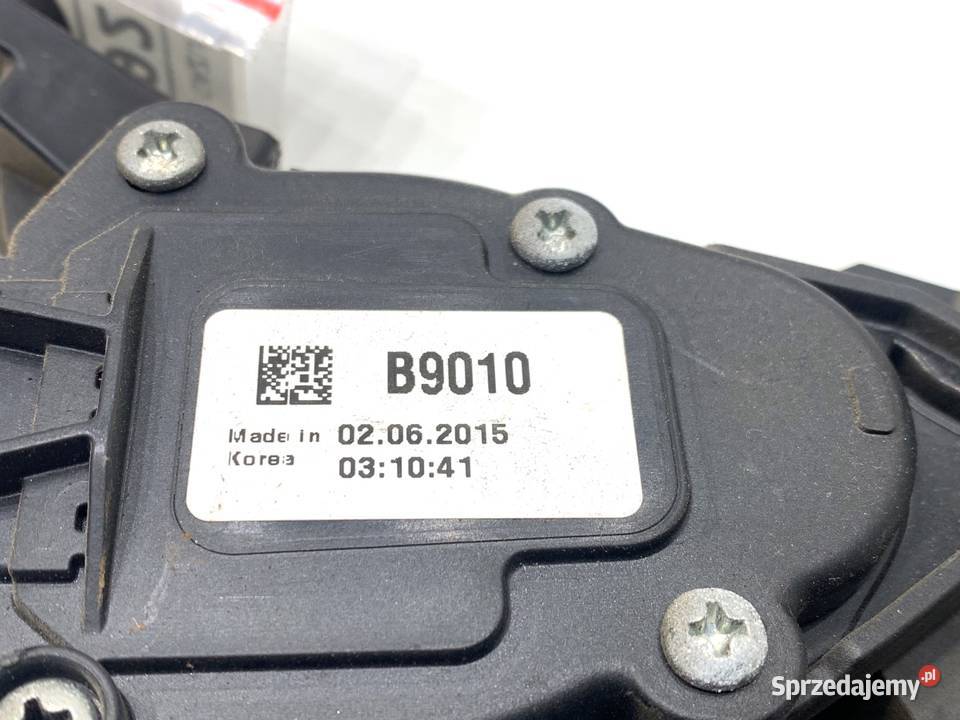 B9010
Made in 02.06.2015
Korea 03:10:41
Sprzedajemy.pl